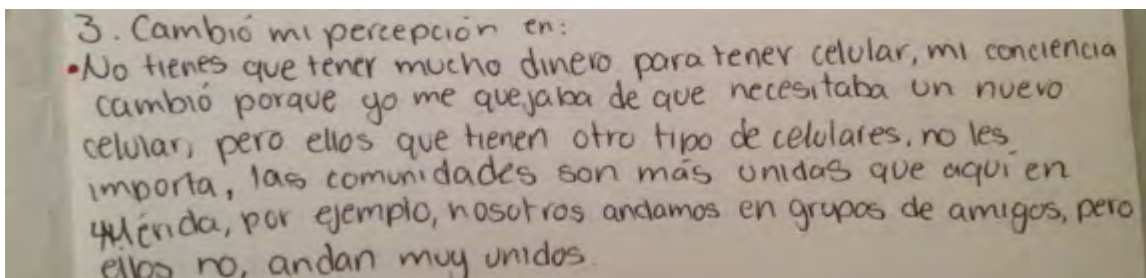 3. Cambió mi percepción en:
•No tienes que tener mucho dinero para tener celular, mi conciencia
cambió porque yo me quejaba de que necesitaba un nuevo
celular, pero ellos que tienen otro tipo de celulares, no les
importa, las comunidades son más unidas que aquí en
Mérida, por ejemplo, nosotros andamos en grupos de amigos, pero
ellos no, andan muy unidos.